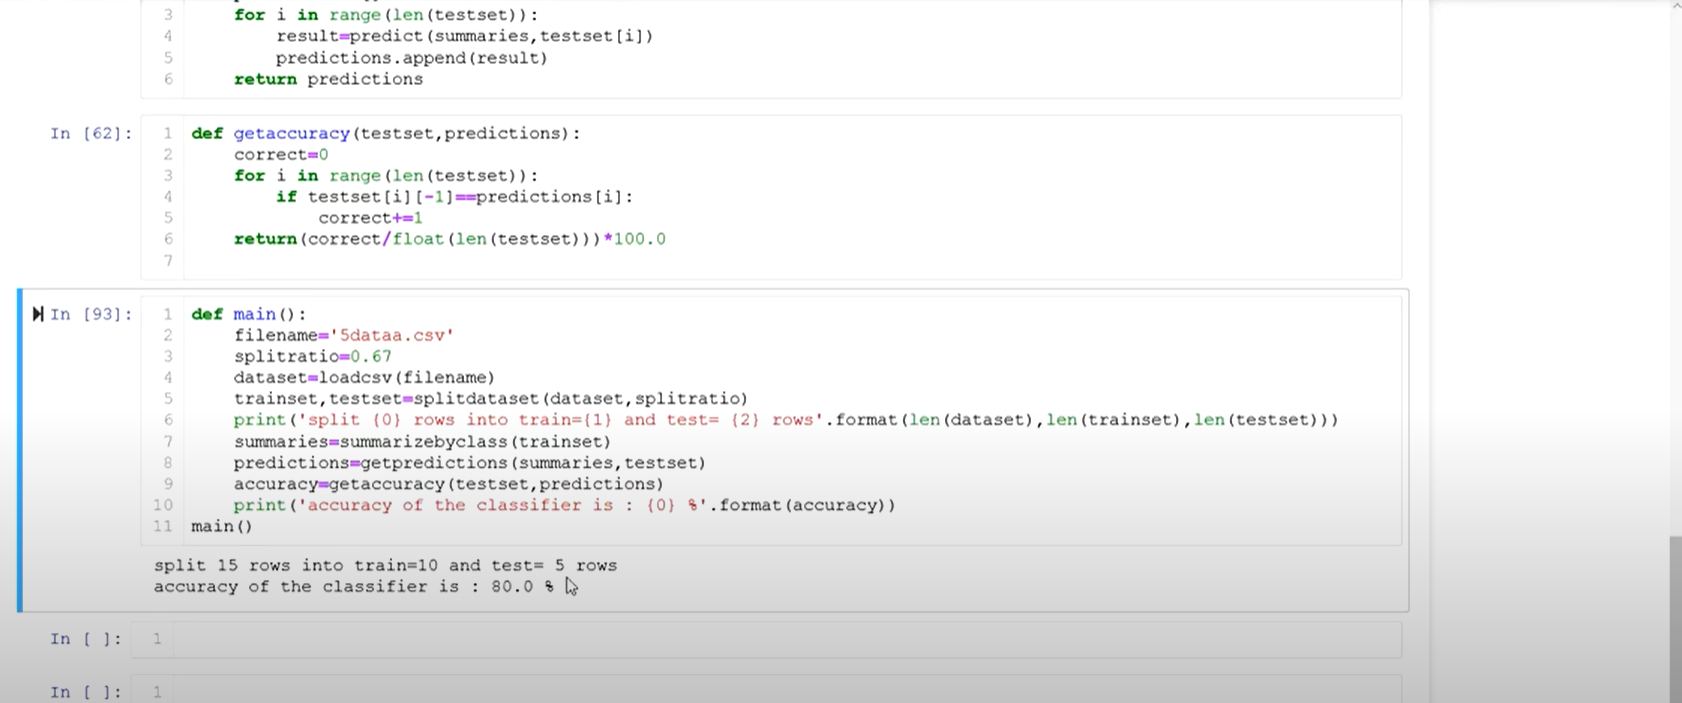 3 for i in range(len(testset)):
4 result=predict(summaries,testset[i])
5 predictions.append(result)
6 return predictions
In [62]: 1 def getaccuracy(testset,predictions):
2 correct=0
3 for i in range(len(testset)):
4 if testset[i][-1]==predictions[i]:
5 correct+=1
6 return(correct/float(len(testset)))*100.0
7
In [93]: 1 def main():
2 filename='5dataa.csv'
3 splitratio=0.67
4 dataset=loadcsv(filename)
5 trainset,testset=splitdataset(dataset,splitratio)
6 print('split {0} rows into train={1} and test= {2} rows'.format(len(dataset),len(trainset),len(testset)))
7 summaries=summarizebyclass(trainset)
8 predictions=getpredictions(summaries,testset)
9 accuracy=getaccuracy(testset,predictions)
10 print('accuracy of the classifier is : {0} %'.format(accuracy))
11 main()
split 15 rows into train=10 and test= 5 rows
accuracy of the classifier is : 80.0 %
In [ ]: 1
In [ ]: 1